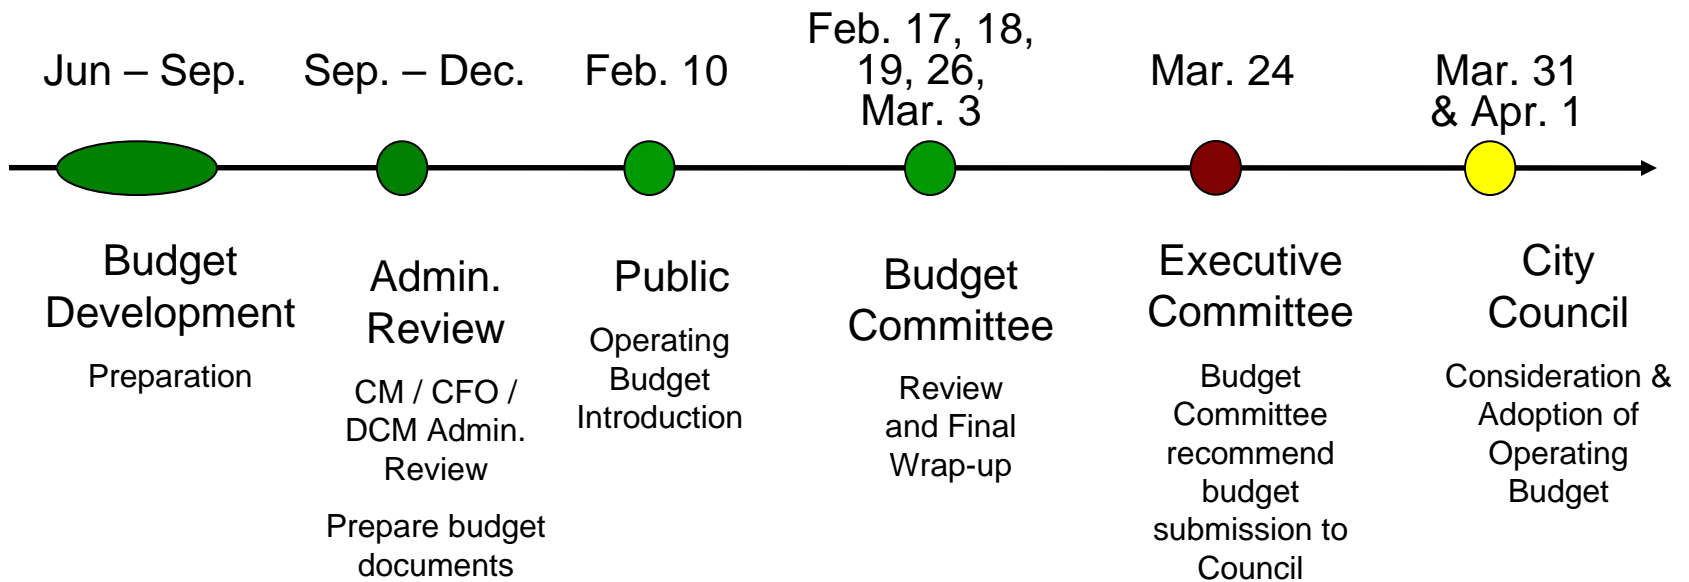 Jun – Sep.
Sep. – Dec.
Feb. 10
Feb. 17, 18,
19, 26,
Mar. 3
Mar. 24
Mar. 31
& Apr. 1
Budget
Development
Preparation
Admin.
Review
CM / CFO /
DCM Admin.
Review
Prepare budget
documents
Public
Operating
Budget
Introduction
Budget
Committee
Review
and Final
Wrap-up
Executive
Committee
Budget
Committee
recommend
budget
submission to
Council
City
Council
Consideration &
Adoption of
Operating
Budget